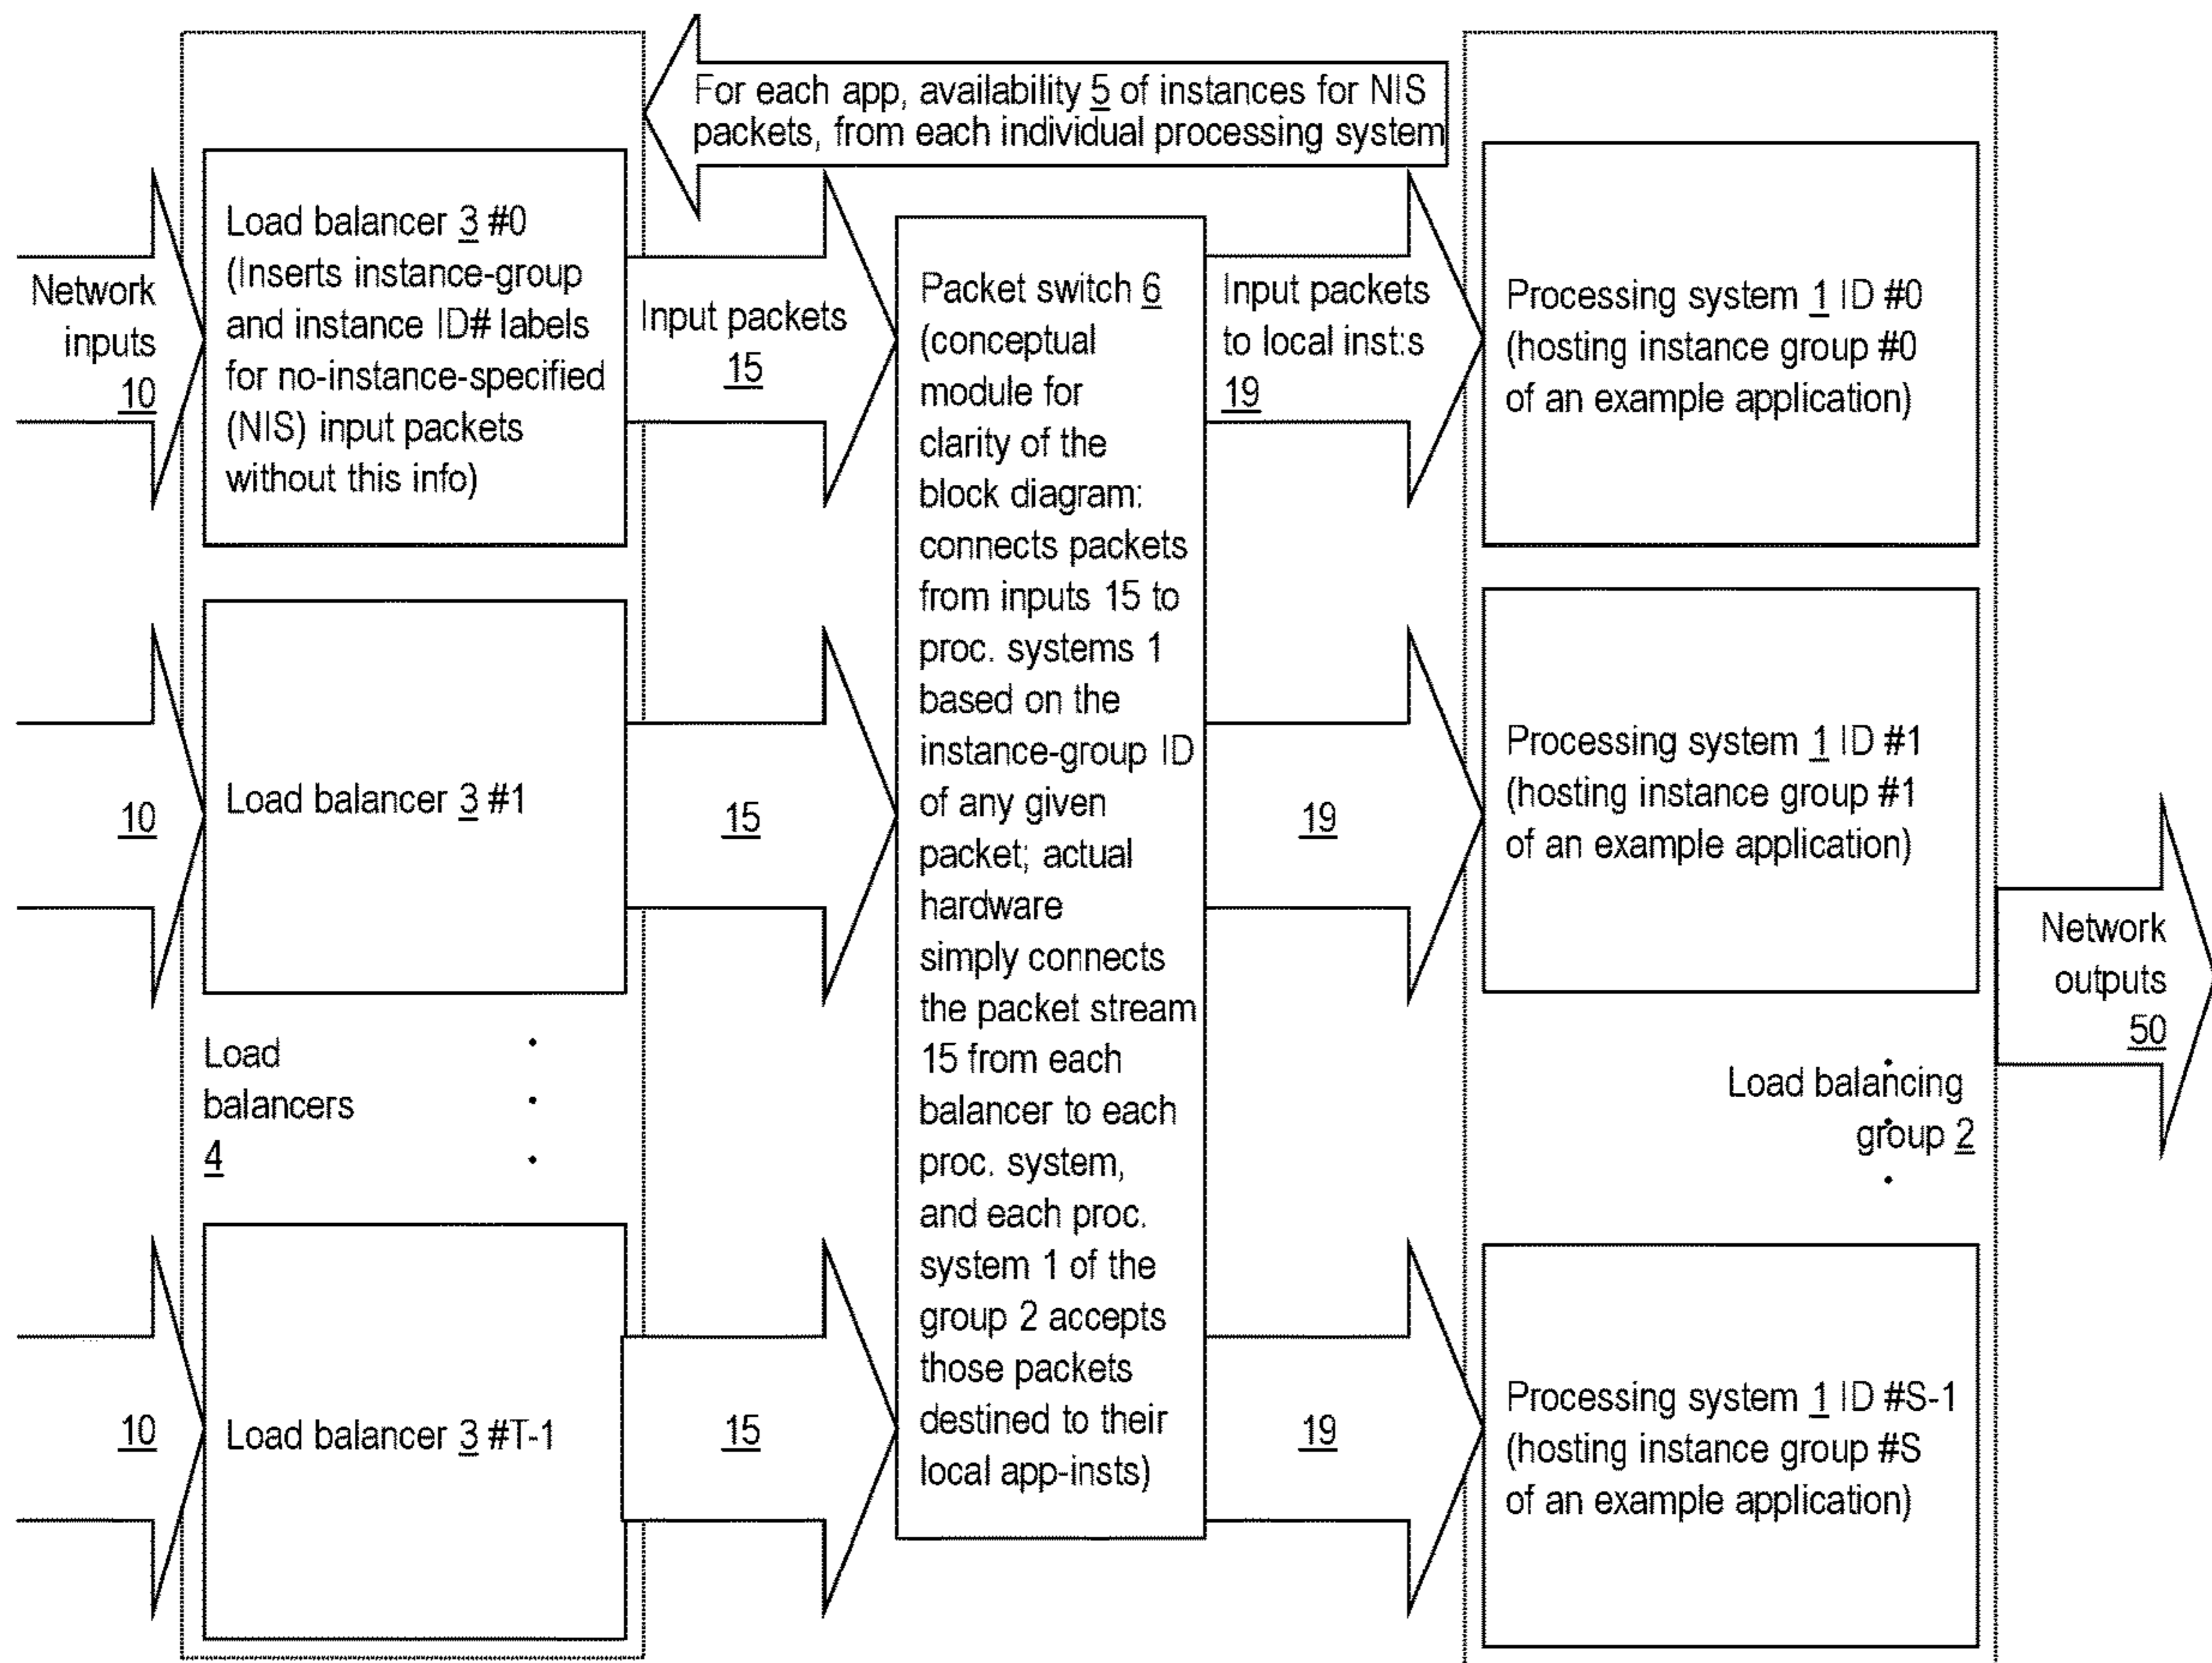 For each app, availability 5 of instances for NIS
packets, from each individual processing system
Network
inputs
10
Load balancer 3 #0
(Inserts instance-group
and instance ID# labels
for no-instance-specified
(NIS) input packets
without this info)
Input packets
15
Packet switch 6
(conceptual
module for
clarity of the
block diagram:
connects packets
from inputs 15 to
proc. systems 1
based on the
instance-group ID
of any given
packet; actual
hardware
simply connects
the packet stream
15 from each
balancer to each
proc. system,
and each proc.
system 1 of the
group 2 accepts
those packets
destined to their
local app-insts)
Input packets
to local inst:s
19
Processing system 1 ID #0
(hosting instance group #0
of an example application)
10
Load balancer 3 #1
15
19
Processing system 1 ID #1
(hosting instance group #1
of an example application)
Network
outputs
50
Load
balancers
4
Load balancing
group 2
10
Load balancer 3 #T-1
15
19
Processing system 1 ID #S-1
(hosting instance group #S
of an example application)